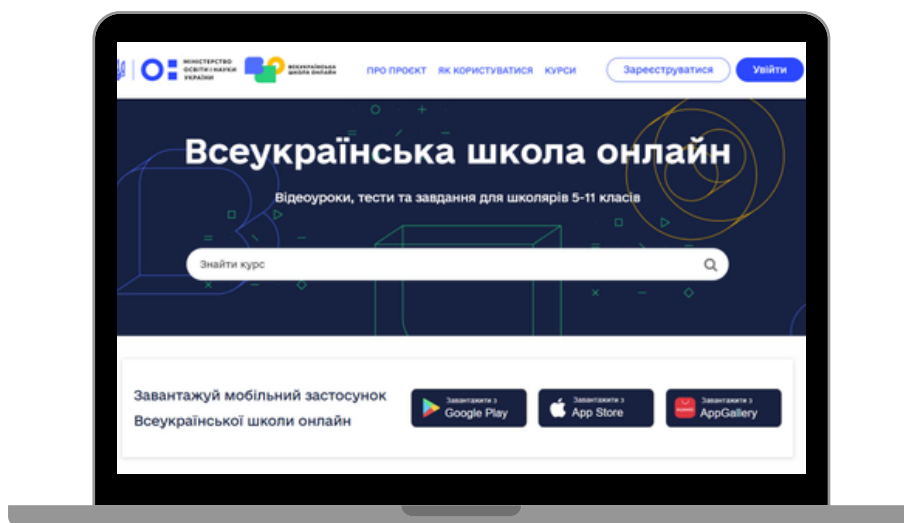 МІНІСТЕРСТВО
ОСВІТИ І НАУКИ
УКРАЇНИ
ВСЕУКРАЇНСЬКА
ШКОЛА ОНЛАЙН
ПРО ПРОЄКТ ЯК КОРИСТУВАТИСЯ КУРСИ Зареєструватися Увійти
Всеукраїнська школа онлайн
Відеоуроки, тести та завдання для школярів 5-11 класів
Знайти курс
Завантажуй мобільний застосунок
Всеукраїнської школи онлайн
Завантажити з
Google Play
Завантажити з
App Store
Завантажити з
AppGallery